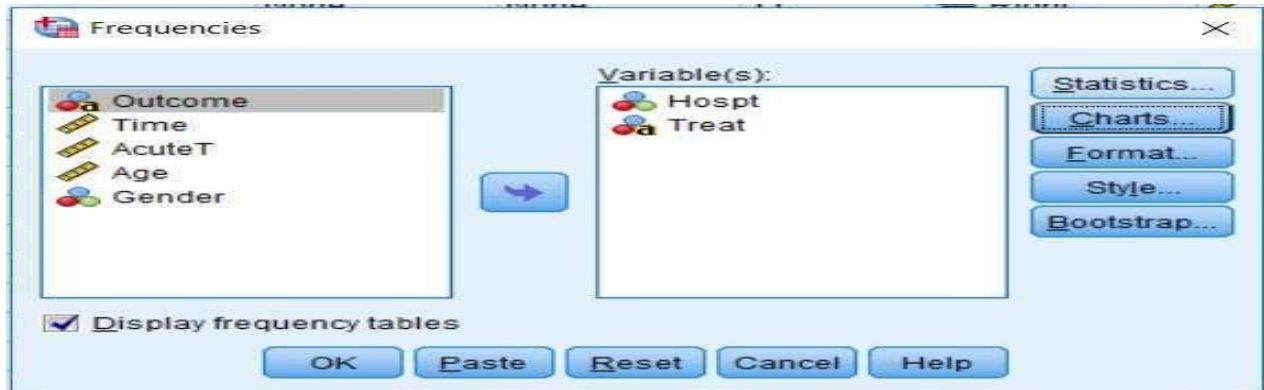 Frequencies
Outcome
Time
AcuteT
Age
Gender
Variable(s):
Hospt
Treat
Statistics...
Charts...
Format...
Style...
Bootstrap...
Display frequency tables
OK Paste Reset Cancel Help